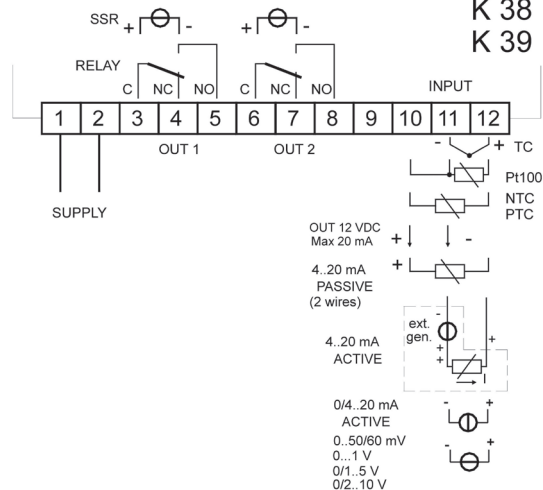 K 38
K 39
SSR + - + -
RELAY
C NC NO C NC NO
INPUT
1 2 3 4 5 6 7 8 9 10 11 12
OUT 1 OUT 2
- + TC
SUPPLY
Pt100
NTC
PTC
OUT 12 VDC
Max 20 mA + -
4..20 mA +
PASSIVE
(2 wires)
-
ext.
gen.
+
+
+
4..20 mA
ACTIVE
I
0/4..20 mA - +
ACTIVE
0..50/60 mV - +
0...1 V
0/1..5 V
0/2..10 V